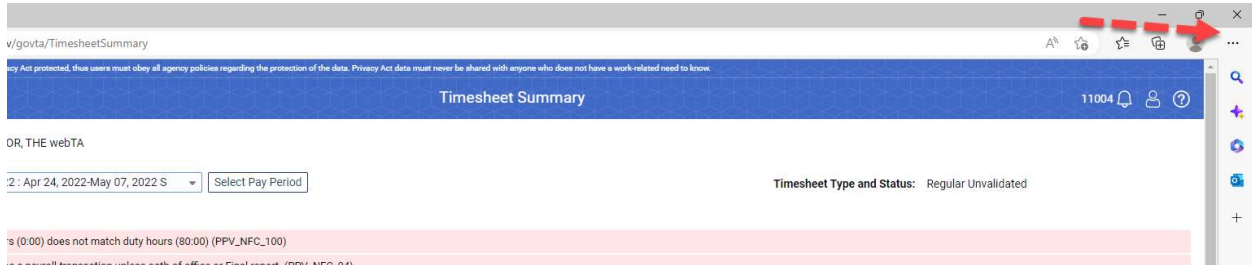 v/govta/TimesheetSummary
acy Act protected, thus users must obey all agency policies regarding the protection of the data. Privacy Act data must never be shared with anyone who does not have a work-related need to know.
Timesheet Summary
11004
OR, THE webTA
22 : Apr 24, 2022-May 07, 2022 S
Select Pay Period
Timesheet Type and Status: Regular Unvalidated
rs (0:00) does not match duty hours (80:00) (PPV_NFC_100)